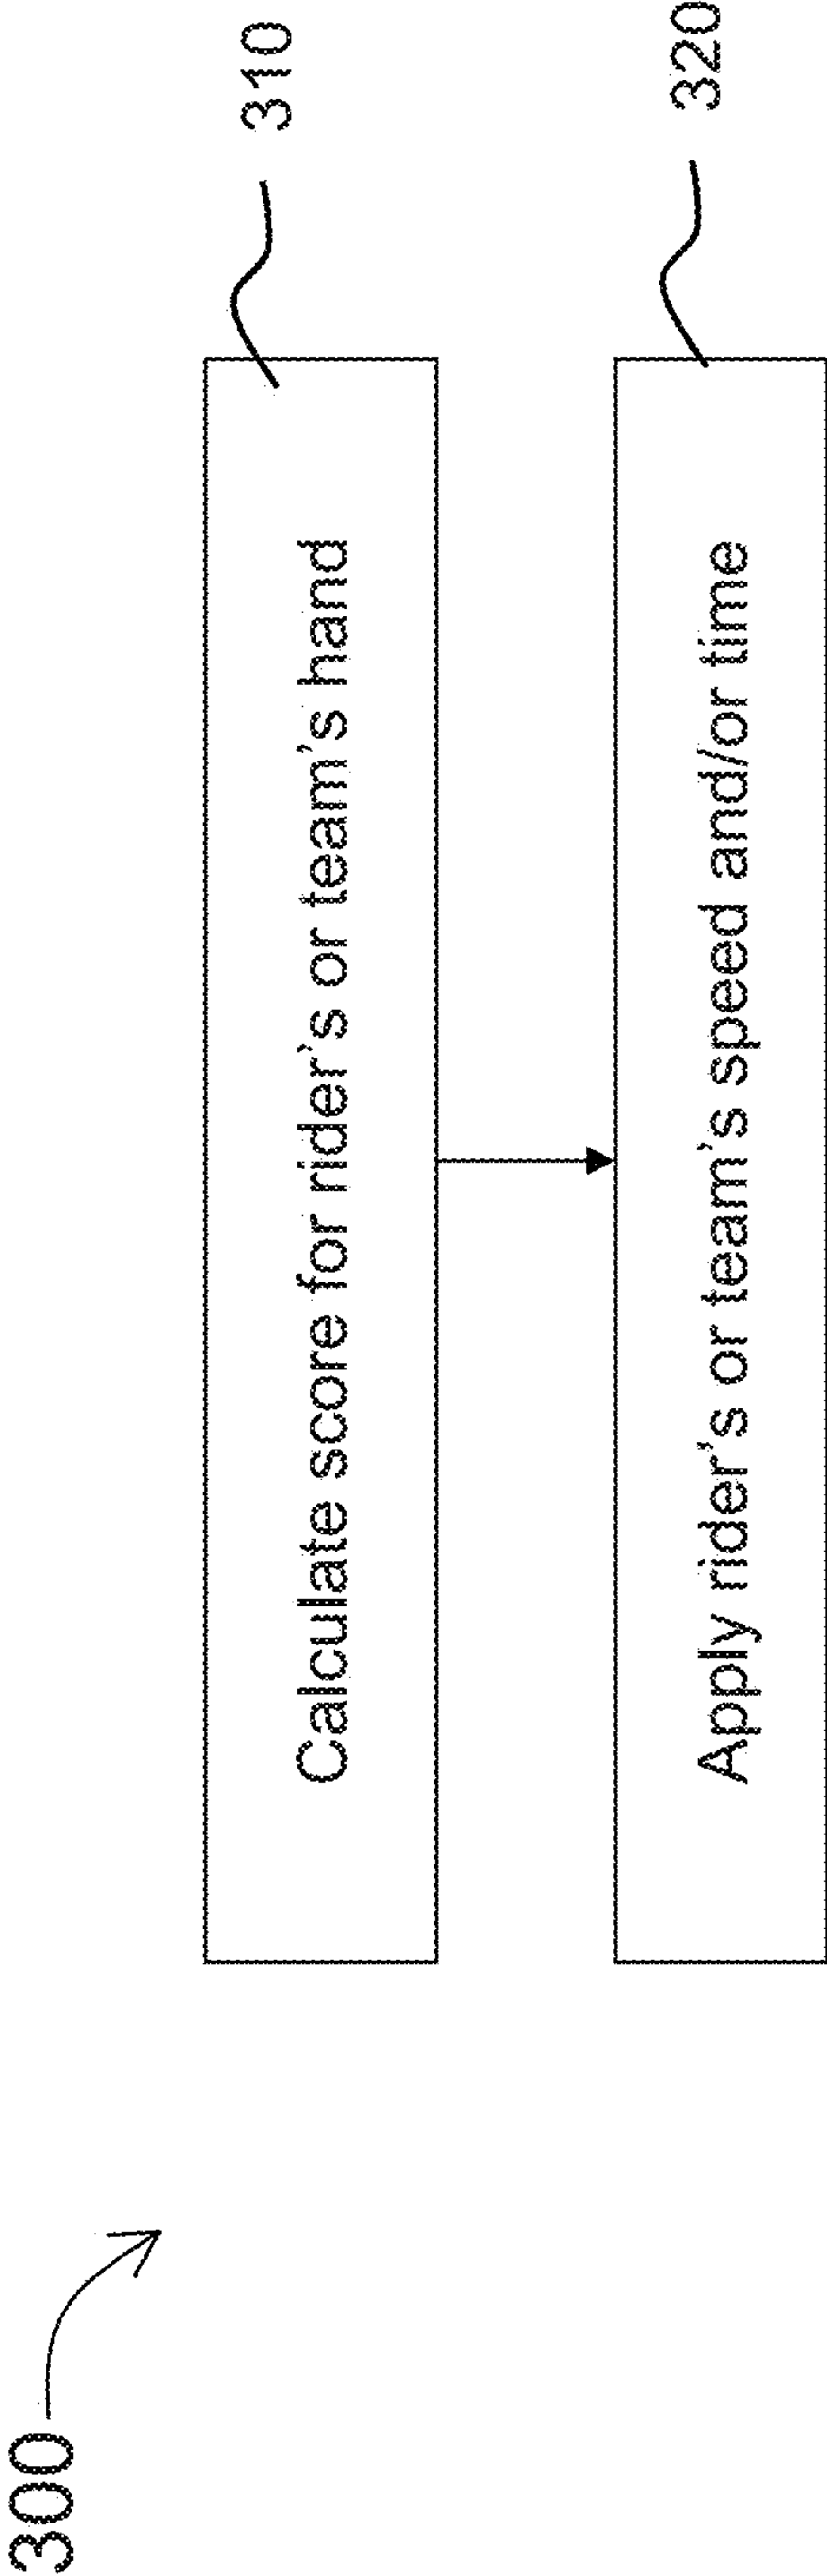 300
Calculate score for rider's or team's hand
310
Apply rider's or team's speed and/or time
320